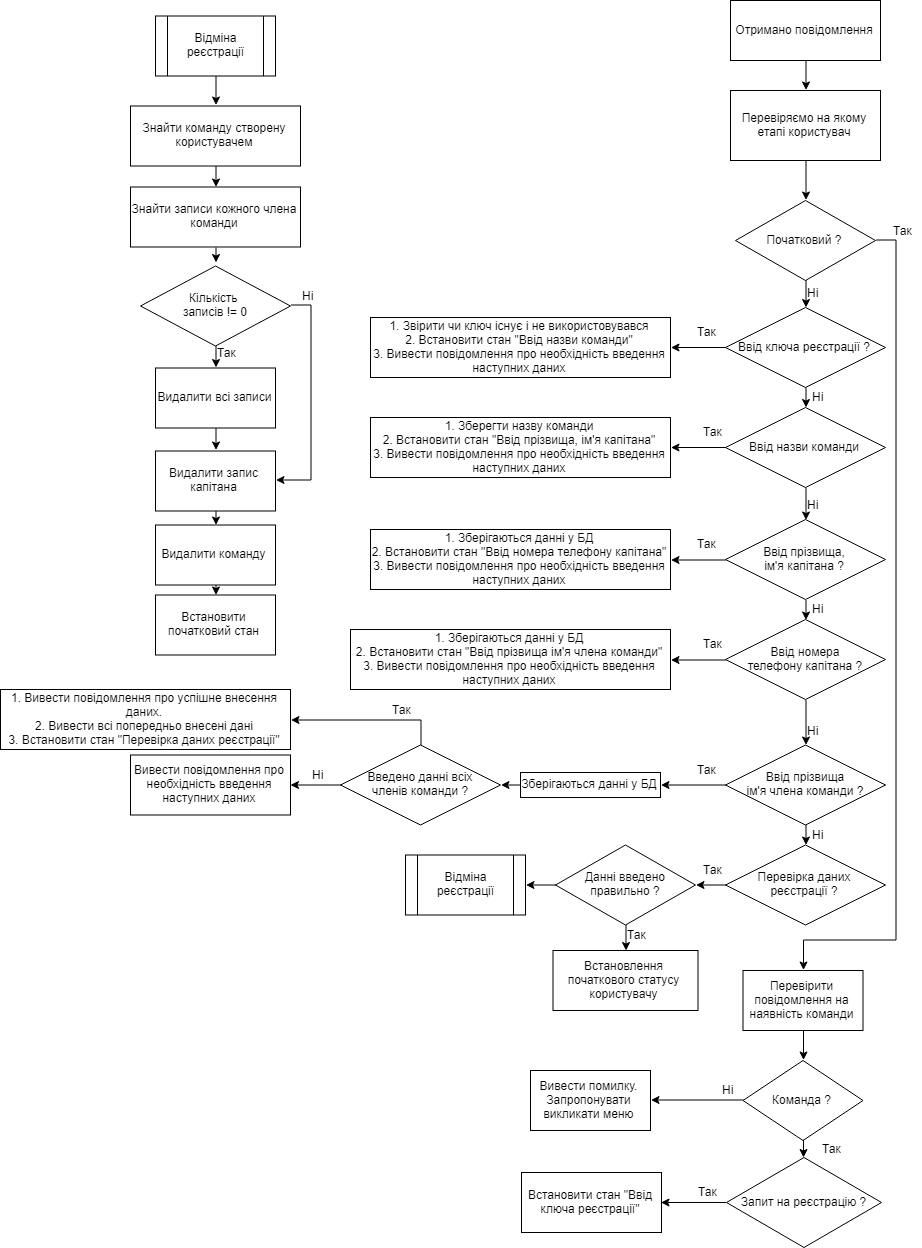 Відміна
реєстрації
Знайти команду створену
користувачем
Знайти записи кожного члена
команди
Кількість
записів != 0
Ні
Так
Видалити всі записи
Видалити запис
капітана
Видалити команду
Встановити
початковий стан
Отримано повідомлення
Перевіряємо на якому
етапі користувач
Початковий ?
Так
Ні
Ввід ключа реєстрації ?
Так
1. Звірити чи ключ існує і не використовувався
2. Встановити стан "Ввід назви команди"
3. Вивести повідомлення про необхідність введення
наступних даних
Ні
Ввід назви команди
Так
1. Зберегти назву команди
2. Встановити стан "Ввід прізвища, ім'я капітана"
3. Вивести повідомлення про необхідність введення
наступних даних
Ні
Ввід прізвища,
ім'я капітана ?
Так
1. Зберігаються данні у БД
2. Встановити стан "Ввід номера телефону капітана"
3. Вивести повідомлення про необхідність введення
наступних даних
Ні
Ввід номера
телефону капітана ?
Так
1. Зберігаються данні у БД
2. Встановити стан "Ввід прізвища ім'я члена команди"
3. Вивести повідомлення про необхідність введення
наступних даних
Ні
Ввід прізвища
ім'я члена команди ?
Так
Зберігаються данні у БД
Введено данні всіх
членів команди ?
Так
1. Вивести повідомлення про успішне внесення
даних.
2. Вивести всі попередньо внесені дані
3. Встановити стан "Перевірка даних реєстрації"
Ні
Вивести повідомлення про
необхідність введення
наступних даних
Ні
Перевірка даних
реєстрації ?
Так
Данні введено
правильно ?
Відміна
реєстрації
Так
Встановлення
початкового статусу
користувачу
Перевірити
повідомлення на
наявність команди
Команда ?
Ні
Вивести помилку.
Запропонувати
викликати меню
Так
Запит на реєстрацію ?
Так
Встановити стан "Ввід
ключа реєстрації"